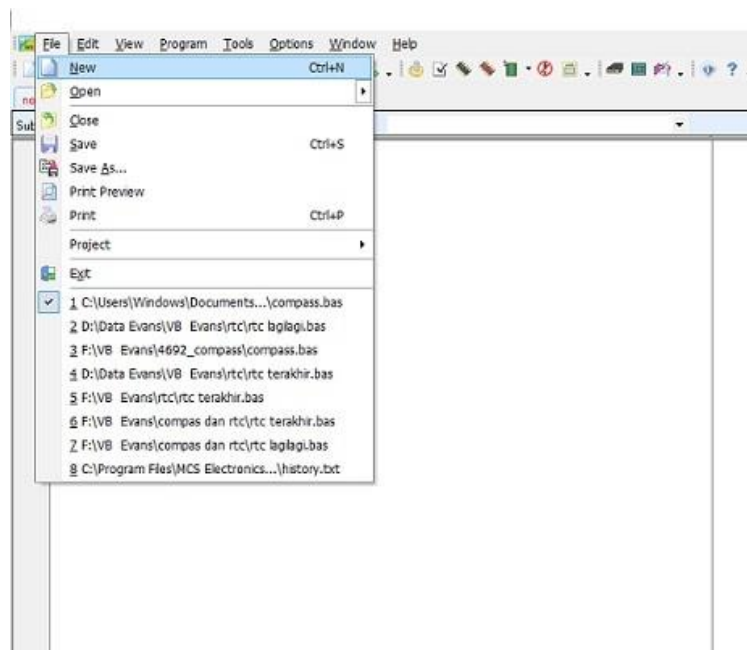 File Edit View Program Tools Options Window Help
New Ctrl+N
Open
no
Close
Sub
Save Ctrl+S
Save As...
Print Preview
Print Ctrl+P
Project
Exit
1 C:\Users\Windows\Documents...\compass.bas
2 D:\Data Evans\VB Evans\rtc\rtc lagilagi.bas
3 F:\VB Evans\4692_compass\compass.bas
4 D:\Data Evans\VB Evans\rtc\rtc terakhir.bas
5 F:\VB Evans\rtc\rtc terakhir.bas
6 F:\VB Evans\compas dan rtc\rtc terakhir.bas
7 F:\VB Evans\compas dan rtc\rtc lagilagi.bas
8 C:\Program Files\MCS Electronics...\history.txt